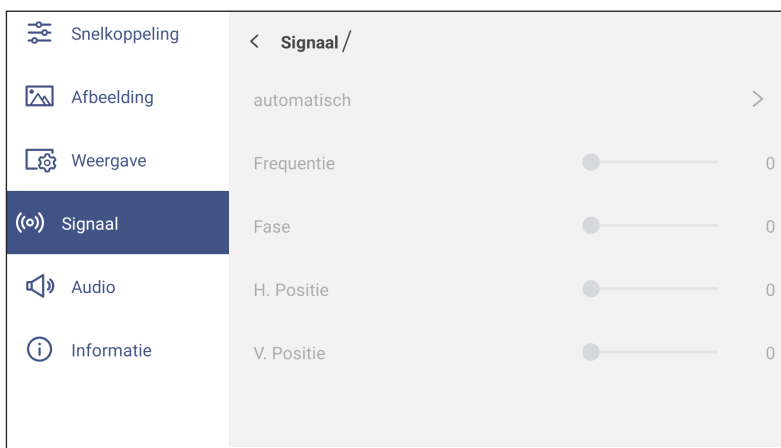 Snelkoppeling
Afbeelding
Weergave
Signaal
Audio
Informatie
< Signaal /
automatisch >
Frequentie 0
Fase 0
H. Positie 0
V. Positie 0